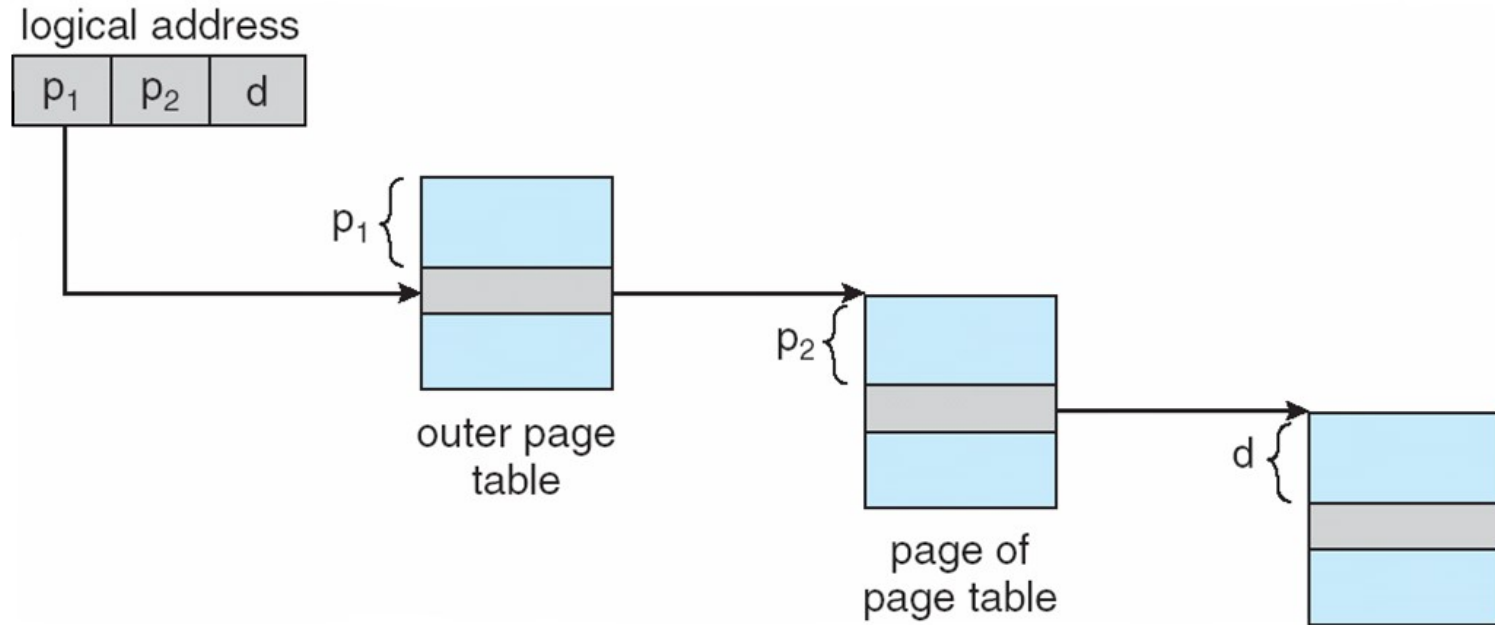 logical address
p₁ p₂ d
p₁
outer page
table
p₂
page of
page table
d